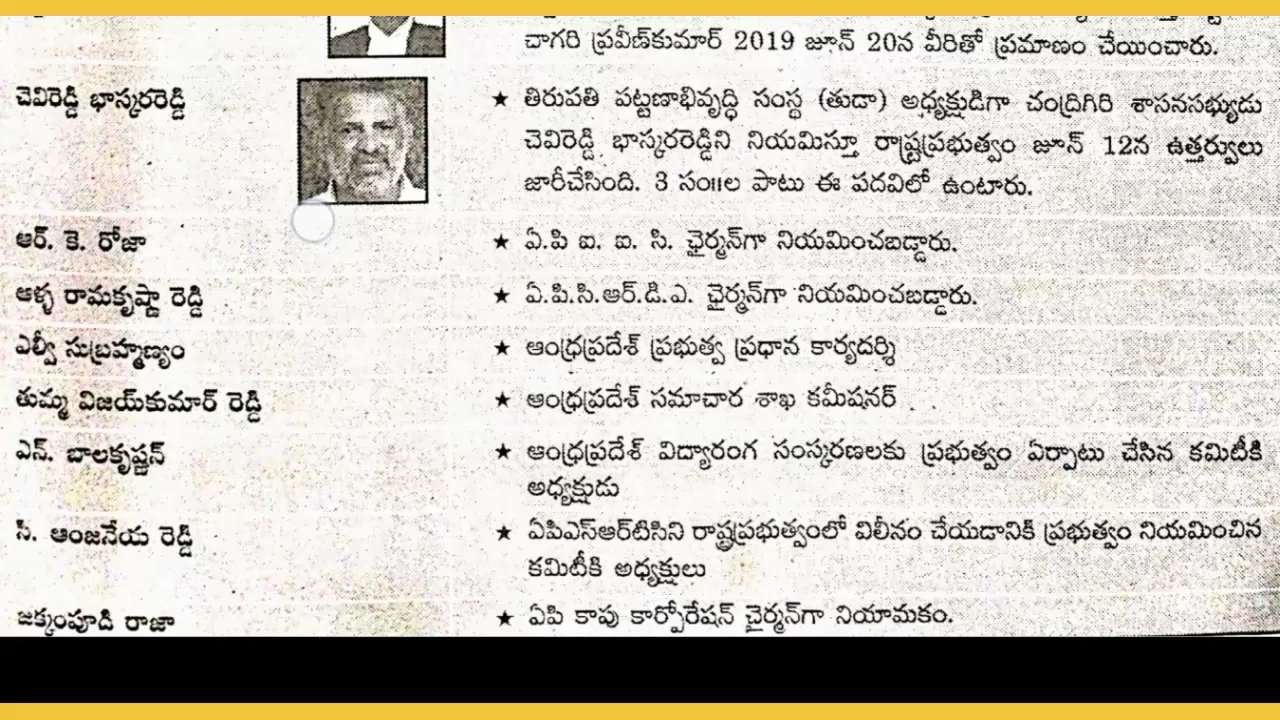 చాగరి ప్రవీణ్‌కుమార్ 2019 జూన్ 20న వీరితో ప్రమాణం చేయించారు.
చెవిరెడ్డి భాస్కరరెడ్డి ★ తిరుపతి పట్టణాభివృద్ధి సంస్థ (తుడా) అధ్యక్షుడిగా చంద్రగిరి శాసనసభ్యుడు
చెవిరెడ్డి భాస్కరరెడ్డిని నియమిస్తూ రాష్ట్రప్రభుత్వం జూన్ 12న ఉత్తర్వులు
జారీచేసింది. 3 సం॥ల పాటు ఈ పదవిలో ఉంటారు.
ఆర్. కె. రోజా ★ ఏ.పి ఐ. ఐ. సి. ఛైర్మన్‌గా నియమించబడ్డారు.
ఆళ్ళ రామకృష్ణా రెడ్డి ★ ఏ.పి.సి.ఆర్.డి.ఎ. ఛైర్మన్‌గా నియమించబడ్డారు.
ఎల్వీ సుబ్రహ్మణ్యం ★ ఆంధ్రప్రదేశ్ ప్రభుత్వ ప్రధాన కార్యదర్శి
తుమ్మ విజయ్‌కుమార్ రెడ్డి ★ ఆంధ్రప్రదేశ్ సమాచార శాఖ కమీషనర్
ఎన్. బాలకృష్ణన్ ★ ఆంధ్రప్రదేశ్ విద్యారంగ సంస్కరణలకు ప్రభుత్వం ఏర్పాటు చేసిన కమిటీకి
అధ్యక్షుడు
సి. ఆంజనేయ రెడ్డి ★ ఏపిఎస్ఆర్‌టిసిని రాష్ట్రప్రభుత్వంలో విలీనం చేయడానికి ప్రభుత్వం నియమించిన
కమిటీకి అధ్యక్షులు
జక్కంపూడి రాజా ★ ఏపి కాపు కార్పోరేషన్ చైర్మన్‌గా నియామకం.